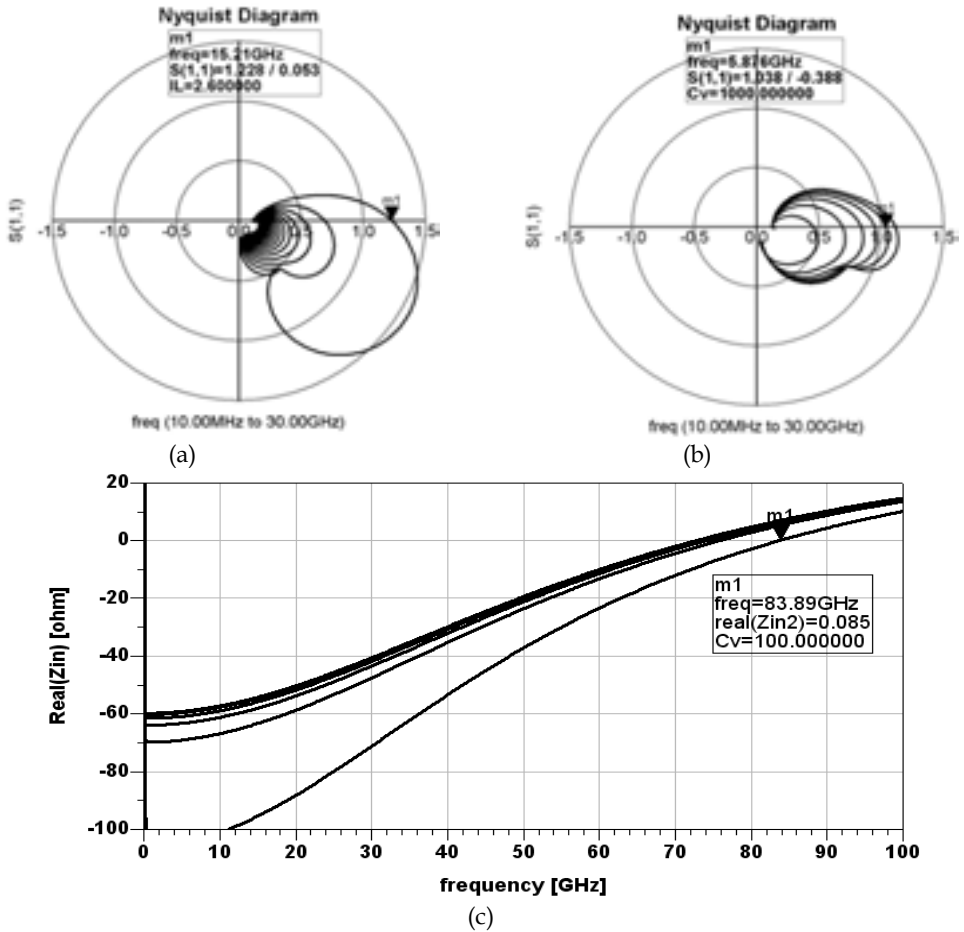 Nyquist Diagram
m1
freq=15.21GHz
S(1,1)=1.228 / 0.053
IL=2.600000
S(1,1)
m1
-1.5 -1.0 -0.5 0.0 0.5 1.0 1.5
freq (10.00MHz to 30.00GHz)
(a)
Nyquist Diagram
m1
freq=5.876GHz
S(1,1)=1.038 / -0.388
Cv=1000.000000
S(1,1)
m1
-1.5 -1.0 -0.5 0.0 0.5 1.0 1.5
freq (10.00MHz to 30.00GHz)
(b)
20
0
-20
-40
-60
-80
-100
Real(Zin) [ohm]
m1
m1
freq=83.89GHz
real(Zin2)=0.085
Cv=100.000000
0 10 20 30 40 50 60 70 80 90 100
frequency [GHz]
(c)